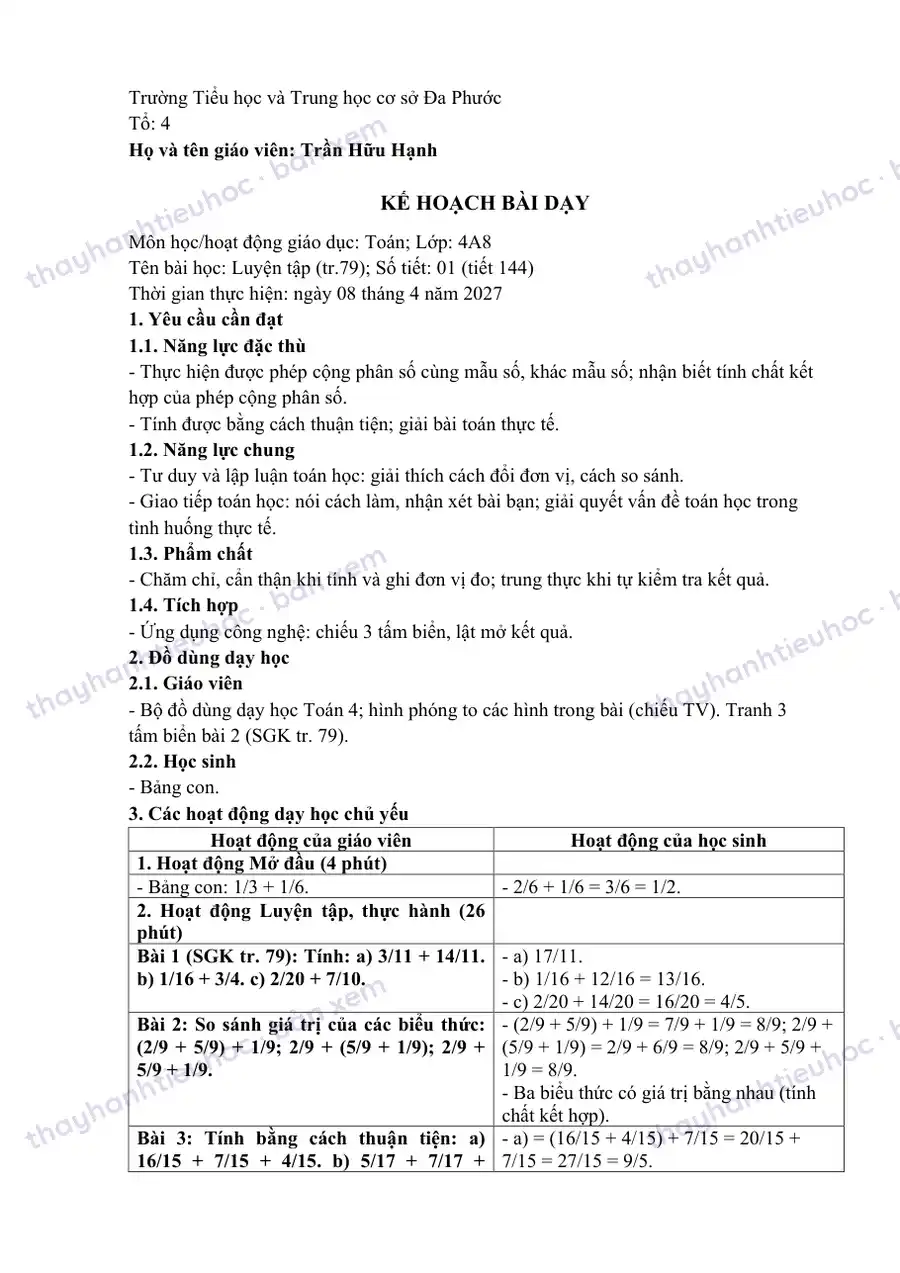 Trường Tiểu học và Trung học cơ sở Đa Phước
Tổ: 4
Họ và tên giáo viên: Trần Hữu Hạnh
KẾ HOẠCH BÀI DẠY
Môn học/hoạt động giáo dục: Toán; Lớp: 4A8
Tên bài học: Luyện tập (tr.79); Số tiết: 01 (tiết 144)
Thời gian thực hiện: ngày 08 tháng 4 năm 2027
1. Yêu cầu cần đạt
1.1. Năng lực đặc thù
- Thực hiện được phép cộng phân số cùng mẫu số, khác mẫu số; nhận biết tính chất kết
hợp của phép cộng phân số.
- Tính được bằng cách thuận tiện; giải bài toán thực tế.
1.2. Năng lực chung
- Tư duy và lập luận toán học: giải thích cách đổi đơn vị, cách so sánh.
- Giao tiếp toán học: nói cách làm, nhận xét bài bạn; giải quyết vấn đề toán học trong
tình huống thực tế.
1.3. Phẩm chất
- Chăm chỉ, cẩn thận khi tính và ghi đơn vị đo; trung thực khi tự kiểm tra kết quả.
1.4. Tích hợp
- Ứng dụng công nghệ: chiếu 3 tấm biển, lật mở kết quả.
2. Đồ dùng dạy học
2.1. Giáo viên
- Bộ đồ dùng dạy học Toán 4; hình phóng to các hình trong bài (chiếu TV). Tranh 3
tấm biển bài 2 (SGK tr. 79).
2.2. Học sinh
- Bảng con.
3. Các hoạt động dạy học chủ yếu
Hoạt động của giáo viên
Hoạt động của học sinh
1. Hoạt động Mở đầu (4 phút)
- Bảng con: 1/3 + 1/6.
- 2/6 + 1/6 = 3/6 = 1/2.
2. Hoạt động Luyện tập, thực hành (26
phút)
Bài 1 (SGK tr. 79): Tính: a) 3/11 + 14/11.
b) 1/16 + 3/4. c) 2/20 + 7/10.
- a) 17/11.
- b) 1/16 + 12/16 = 13/16.
- c) 2/20 + 14/20 = 16/20 = 4/5.
Bài 2: So sánh giá trị của các biểu thức:
(2/9 + 5/9) + 1/9; 2/9 + (5/9 + 1/9); 2/9 +
5/9 + 1/9.
- (2/9 + 5/9) + 1/9 = 7/9 + 1/9 = 8/9; 2/9 +
(5/9 + 1/9) = 2/9 + 6/9 = 8/9; 2/9 + 5/9 +
1/9 = 8/9.
- Ba biểu thức có giá trị bằng nhau (tính
chất kết hợp).
Bài 3: Tính bằng cách thuận tiện: a)
16/15 + 7/15 + 4/15. b) 5/17 + 7/17 +
- a) = (16/15 + 4/15) + 7/15 = 20/15 +
7/15 = 27/15 = 9/5.
thayhanhtieuhoc · bản xem
thayhanhtieuhoc · b
thayhanhtieuhoc · bản xem
thayhanhtieuhoc · b
thayhanhtieuhoc · bản xem
thayhanhtieuhoc · b